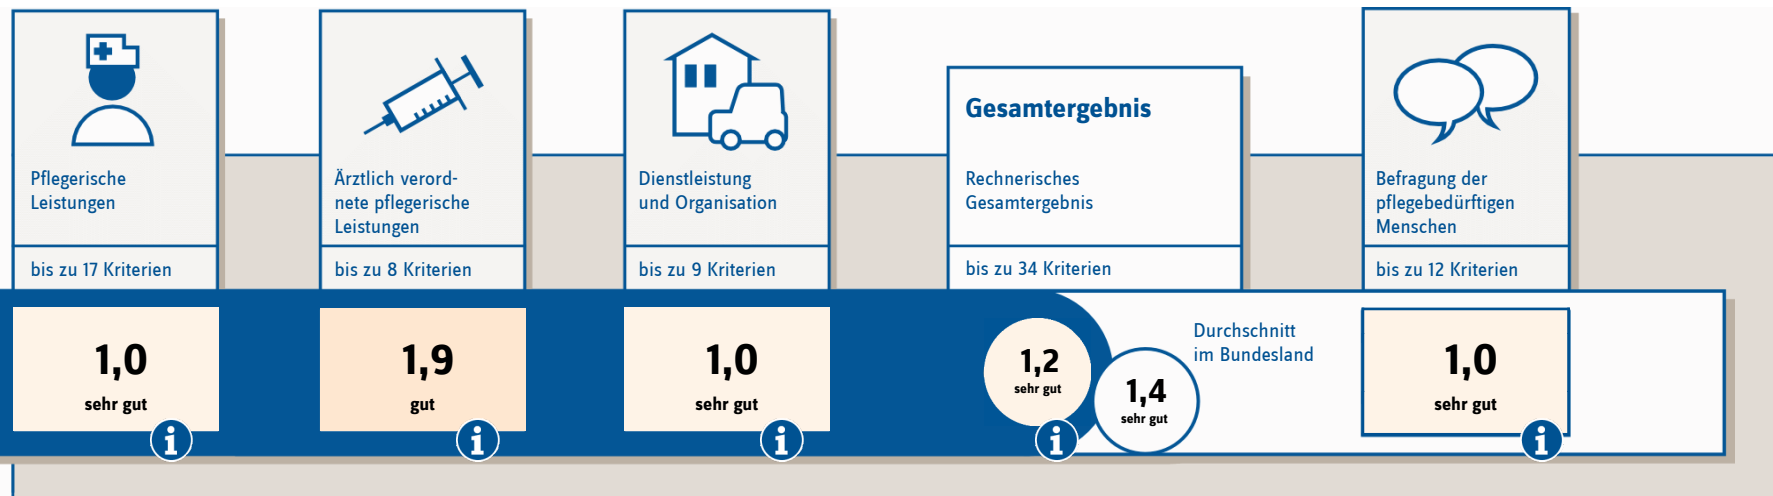 Pflegerische
Leistungen
bis zu 17 Kriterien
1,0
sehr gut
i
Ärztlich verord-
nete pflegerische
Leistungen
bis zu 8 Kriterien
1,9
gut
i
Dienstleistung
und Organisation
bis zu 9 Kriterien
1,0
sehr gut
i
Gesamtergebnis
Rechnerisches
Gesamtergebnis
bis zu 34 Kriterien
1,2
sehr gut
i
1,4
sehr gut
Durchschnitt
im Bundesland
Befragung der
pflegebedürftigen
Menschen
bis zu 12 Kriterien
1,0
sehr gut
i